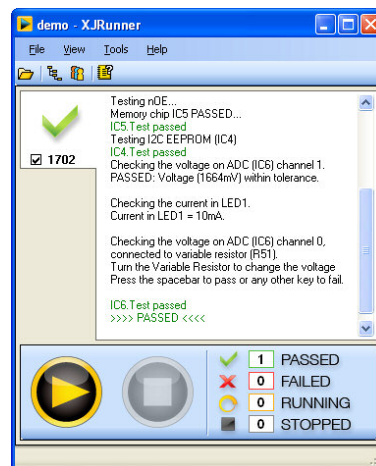 demo - XJRunner
File View Tools Help
Testing nOE...
Memory chip IC5 PASSED...
IC5.Test passed
Testing I2C EEPROM (IC4)
IC4.Test passed
Checking the voltage on ADC (IC6) channel 1.
PASSED: Voltage (1664mV) within tolerance.
Checking the current in LED1.
Current in LED1 = 10mA.
Checking the voltage on ADC (IC6) channel 0,
connected to variable resistor (R51).
Turn the Variable Resistor to change the voltage
Press the spacebar to pass or any other key to fail.
IC6.Test passed
>>>> PASSED <<<<
1702
1 PASSED
0 FAILED
0 RUNNING
0 STOPPED